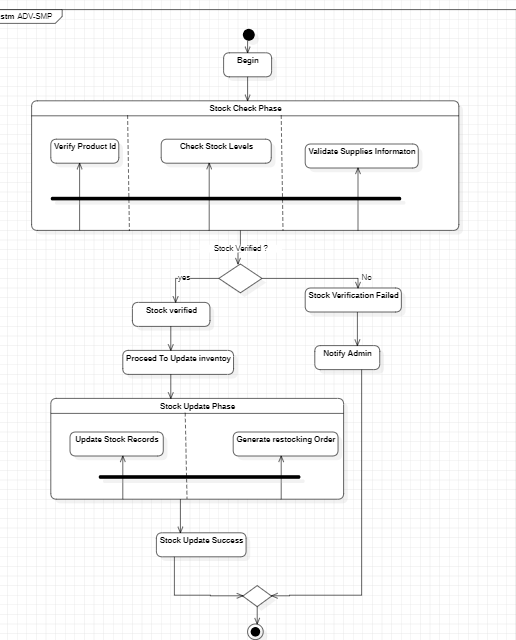 stm ADV-SMP
Begin
Stock Check Phase
Verify Product Id
Check Stock Levels
Validate Supplies Informaton
Stock Verified ?
yes
No
Stock Verification Failed
Stock verified
Notify Admin
Proceed To Update inventoy
Stock Update Phase
Update Stock Records
Generate restocking Order
Stock Update Success